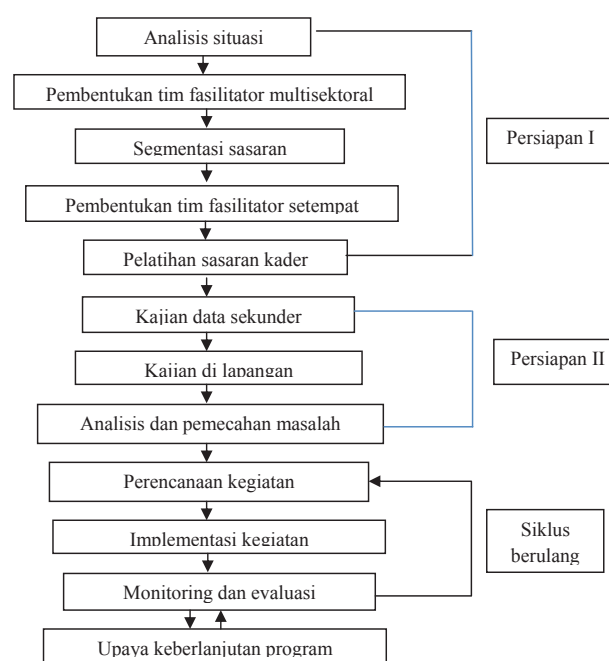 Analisis situasi
Pembentukan tim fasilitator multisektoral
Segmentasi sasaran
Persiapan I
Pembentukan tim fasilitator setempat
Pelatihan sasaran kader
Kajian data sekunder
Kajian di lapangan
Persiapan II
Analisis dan pemecahan masalah
Perencanaan kegiatan
Implementasi kegiatan
Siklus
berulang
Monitoring dan evaluasi
Upaya keberlanjutan program